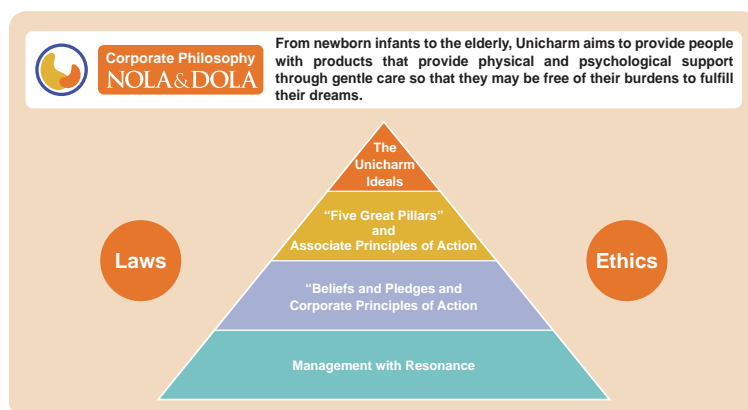 Corporate Philosophy
NOLA & DOLA
From newborn infants to the elderly, Unicharm aims to provide people
with products that provide physical and psychological support
through gentle care so that they may be free of their burdens to fulfill
their dreams.
The
Unicharm
Ideals
“Five Great Pillars”
and
Associate Principles of Action
Laws
Ethics
“Beliefs and Pledges and
Corporate Principles of Action
Management with Resonance